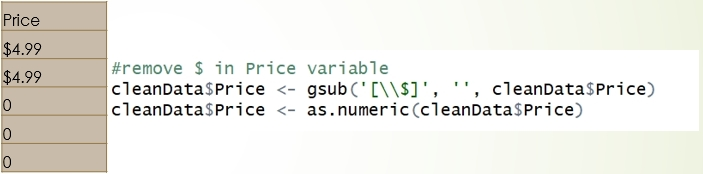 Price
$4.99
$4.99
0
0
0
#remove $ in Price variable
cleanData$Price <- gsub('[\\$]', '', cleanData$Price)
cleanData$Price <- as.numeric(cleanData$Price)